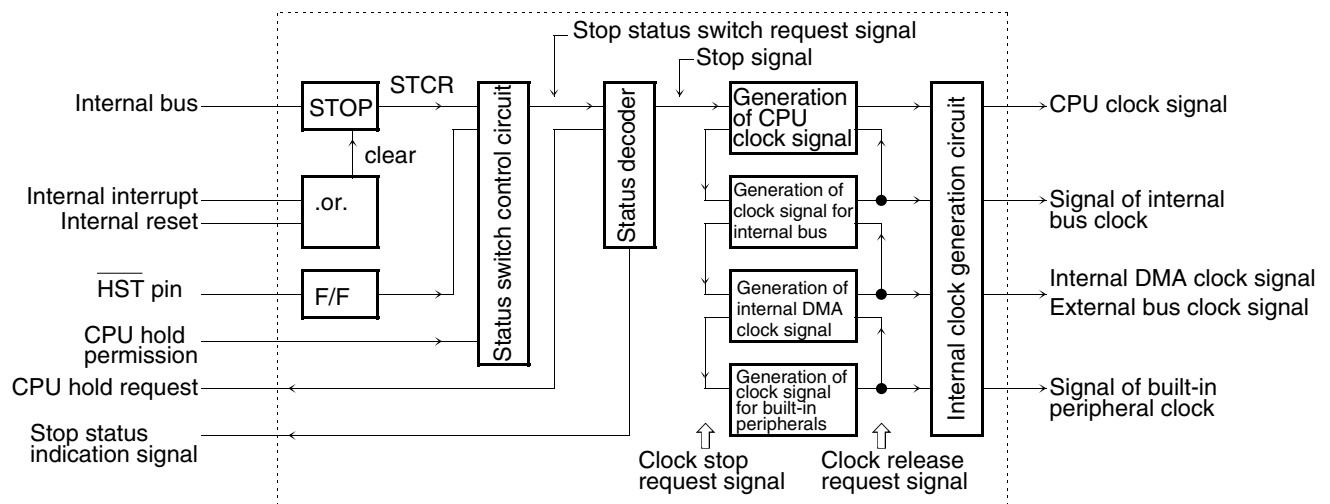 Stop status switch request signal
Stop signal
Internal bus
STOP
STCR
clear
Internal interrupt
Internal reset
.or.
HST pin
F/F
CPU hold
permission
CPU hold request
Stop status
indication signal
Status switch control circuit
Status decoder
Generation
of CPU
clock signal
Generation of
clock signal for
internal bus
Generation of
internal DMA
clock signal
Generation of
clock signal
for built-in
peripherals
Clock stop
request signal
Clock release
request signal
Internal clock generation circuit
CPU clock signal
Signal of internal
bus clock
Internal DMA clock signal
External bus clock signal
Signal of built-in
peripheral clock